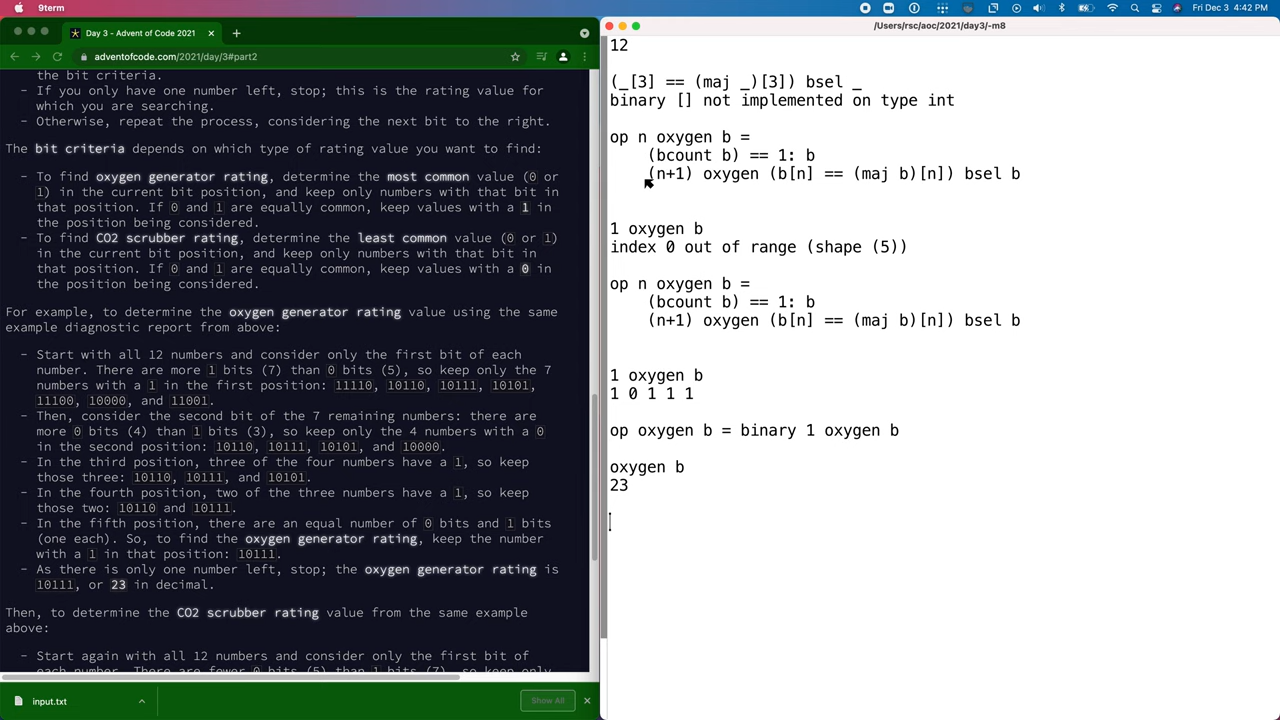 9term
Fri Dec 3 4:42 PM
Day 3 - Advent of Code 2021
adventofcode.com/2021/day/3#part2
the bit criteria.
- If you only have one number left, stop; this is the rating value for
which you are searching.
- Otherwise, repeat the process, considering the next bit to the right.
The bit criteria depends on which type of rating value you want to find:
- To find oxygen generator rating, determine the most common value (0 or
1) in the current bit position, and keep only numbers with that bit in
that position. If 0 and 1 are equally common, keep values with a 1 in
the position being considered.
- To find CO2 scrubber rating, determine the least common value (0 or 1)
in the current bit position, and keep only numbers with that bit in
that position. If 0 and 1 are equally common, keep values with a 0 in
the position being considered.
For example, to determine the oxygen generator rating value using the same
example diagnostic report from above:
- Start with all 12 numbers and consider only the first bit of each
number. There are more 1 bits (7) than 0 bits (5), so keep only the 7
numbers with a 1 in the first position: 11110, 10110, 10111, 10101,
11100, 10000, and 11001.
- Then, consider the second bit of the 7 remaining numbers: there are
more 0 bits (4) than 1 bits (3), so keep only the 4 numbers with a 0
in the second position: 10110, 10111, 10101, and 10000.
- In the third position, three of the four numbers have a 1, so keep
those three: 10110, 10111, and 10101.
- In the fourth position, two of the three numbers have a 1, so keep
those two: 10110 and 10111.
- In the fifth position, there are an equal number of 0 bits and 1 bits
(one each). So, to find the oxygen generator rating, keep the number
with a 1 in that position: 10111.
- As there is only one number left, stop; the oxygen generator rating is
10111, or 23 in decimal.
Then, to determine the CO2 scrubber rating value from the same example
above:
- Start again with all 12 numbers and consider only the first bit of
each number. There are fewer 0 bits (5) than 1 bits (7), so keep only
input.txt
Show All
/Users/rsc/aoc/2021/day3/-m8
12
(_[3] == (maj _)[3]) bsel _
binary [] not implemented on type int
op n oxygen b =
(bcount b) == 1: b
(n+1) oxygen (b[n] == (maj b)[n]) bsel b
1 oxygen b
index 0 out of range (shape (5))
op n oxygen b =
(bcount b) == 1: b
(n+1) oxygen (b[n] == (maj b)[n]) bsel b
1 oxygen b
1 0 1 1 1
op oxygen b = binary 1 oxygen b
oxygen b
23